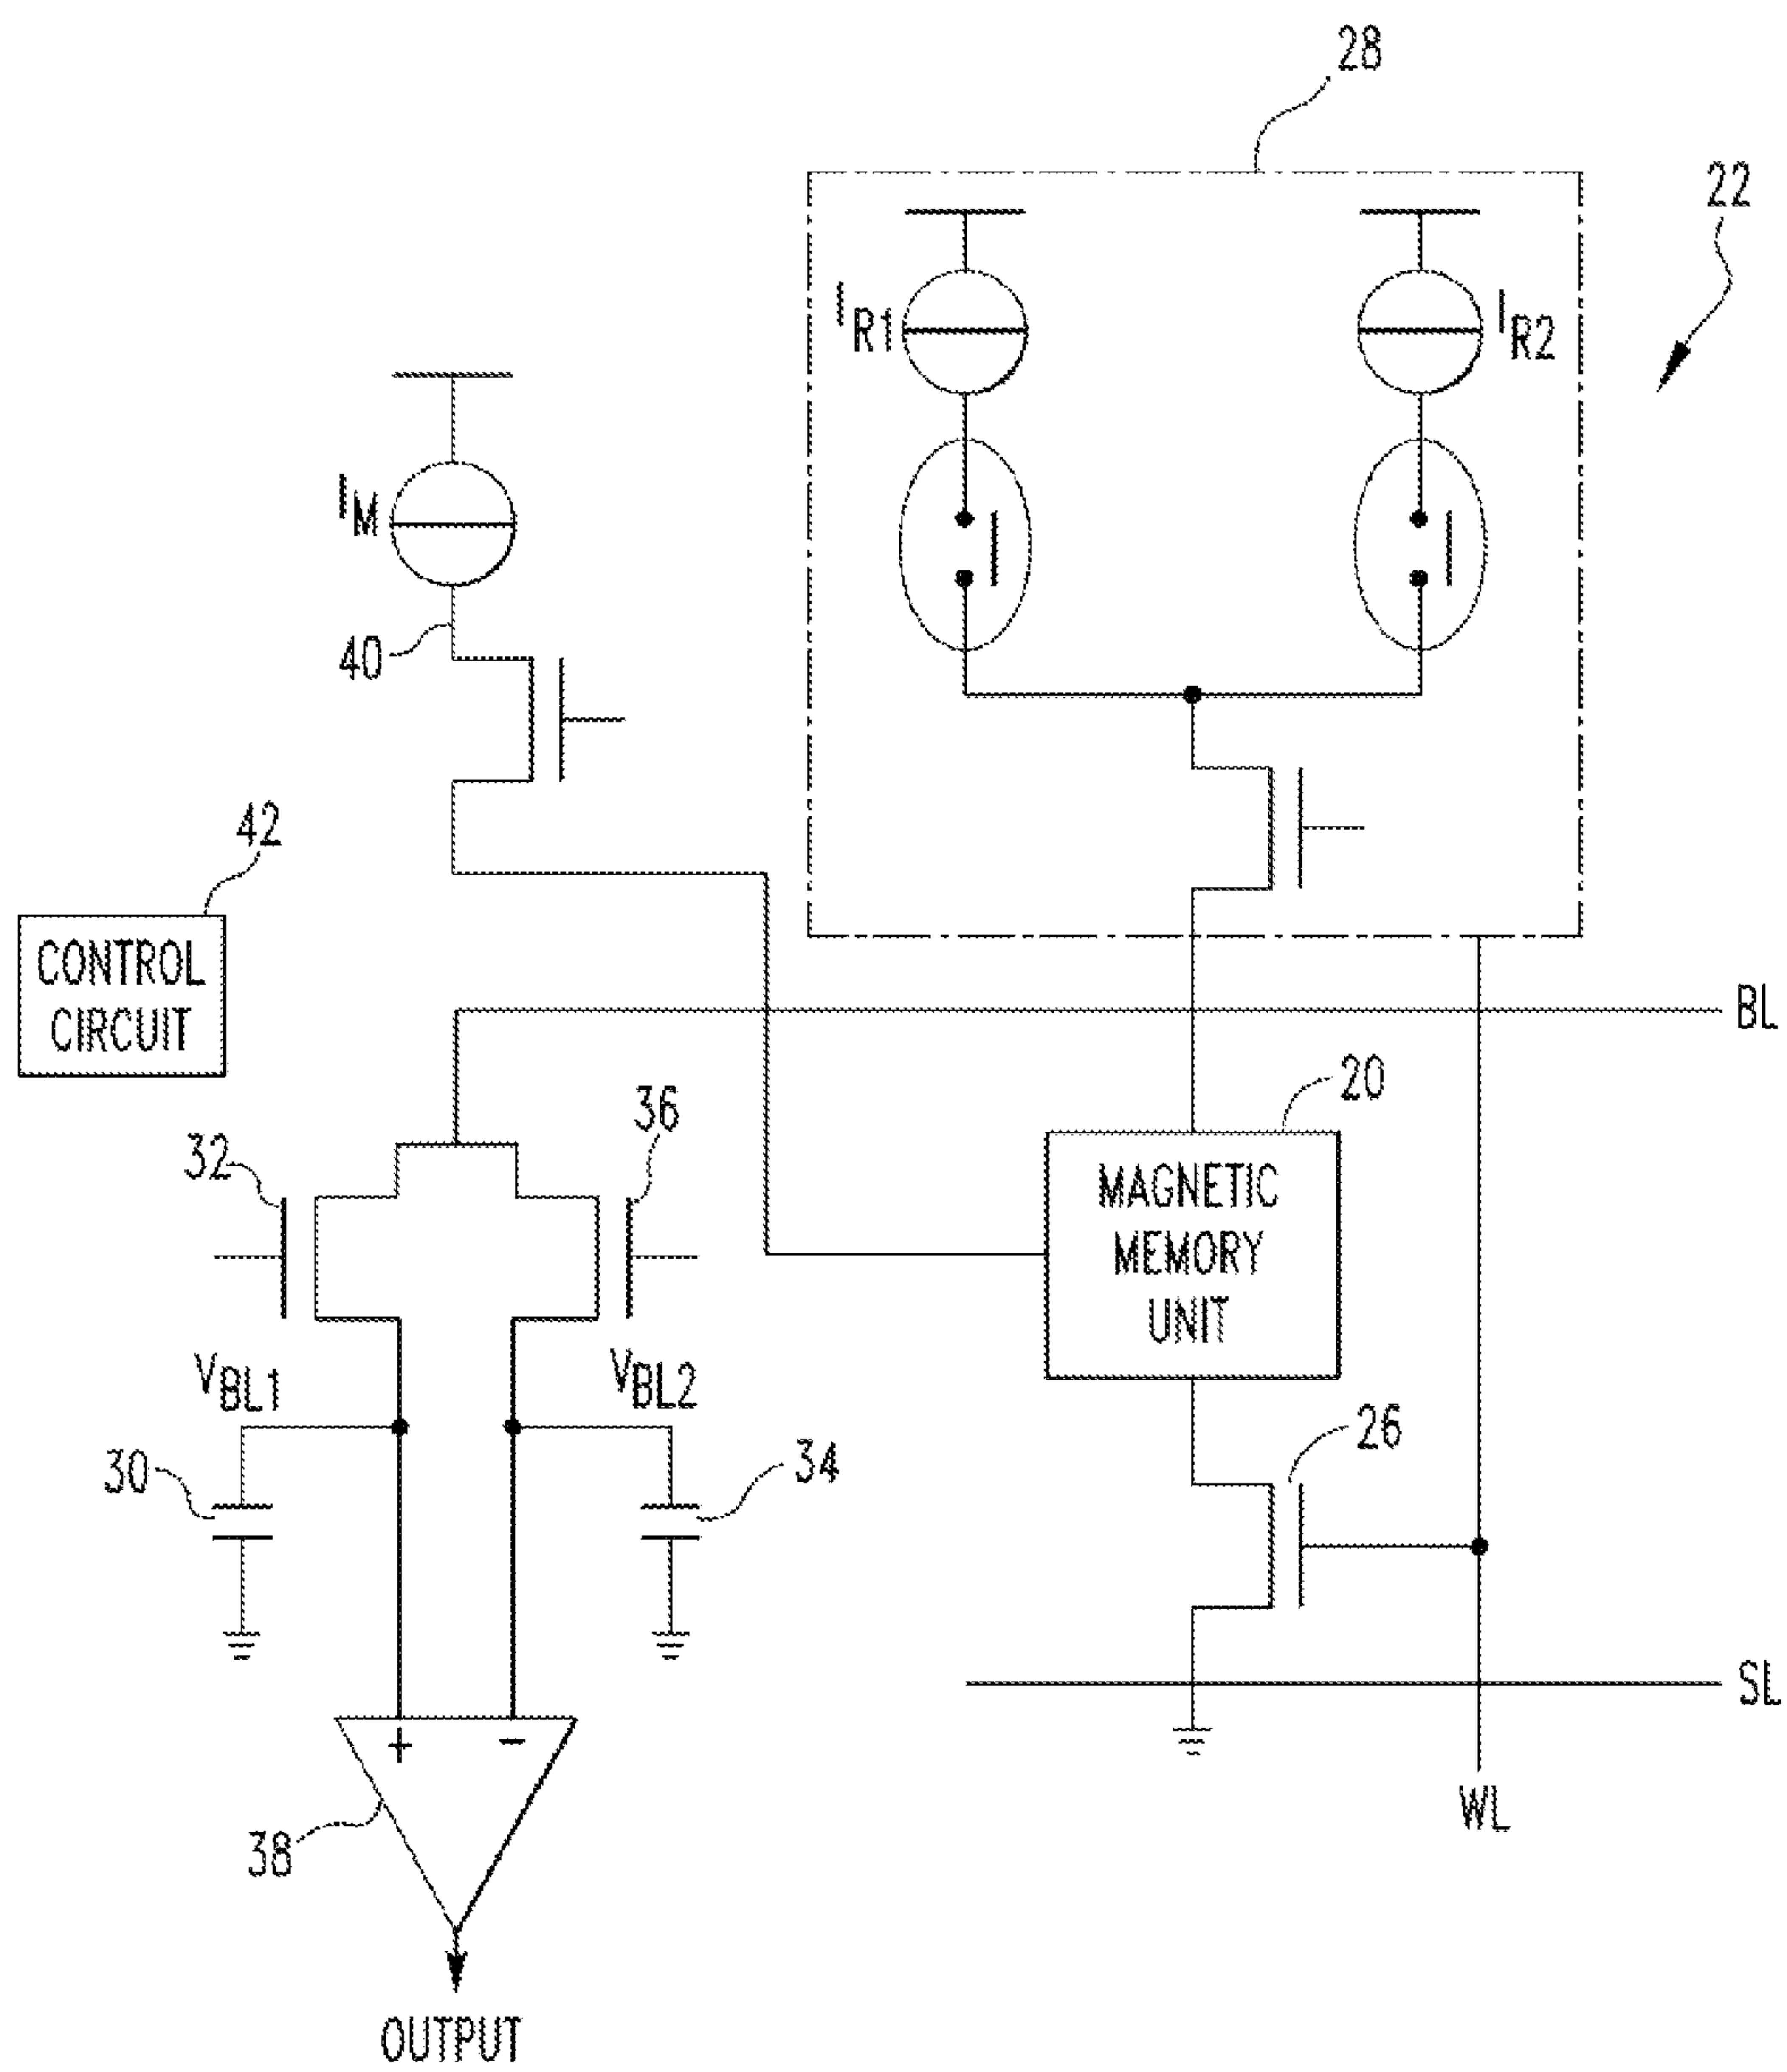 28
22
I R1
I R2
I M
40
42
CONTROL
CIRCUIT
BL
20
36
32
MAGNETIC
MEMORY
UNIT
V BL1
V BL2
26
30
34
SL
+ −
WL
38
OUTPUT